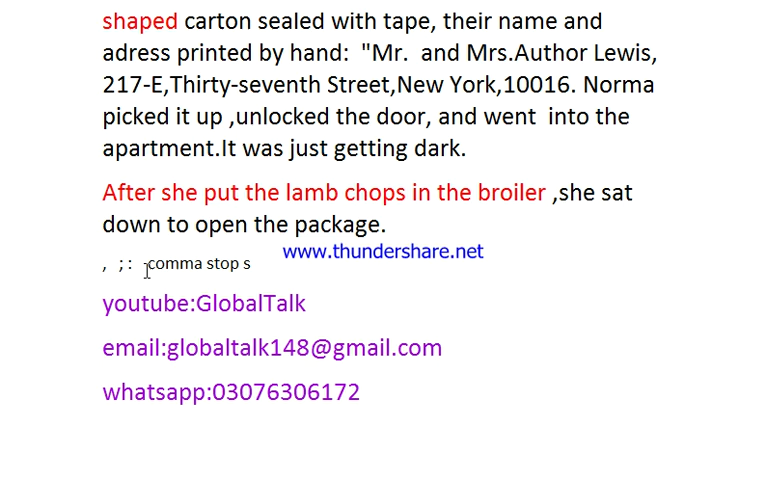 shaped carton sealed with tape, their name and
adress printed by hand:  "Mr.  and Mrs.Author Lewis,
217-E,Thirty-seventh Street,New York,10016. Norma
picked it up ,unlocked the door, and went  into the
apartment.It was just getting dark.
After she put the lamb chops in the broiler ,she sat
down to open the package.
www.thundershare.net
,  ; :  comma stop s
youtube:GlobalTalk
email:globaltalk148@gmail.com
whatsapp:03076306172